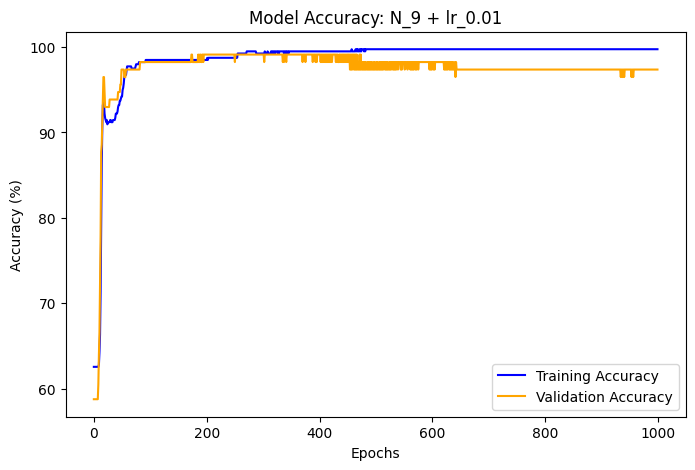 Model Accuracy: N_9 + lr_0.01
Accuracy (%)
100
90
80
70
60
0 200 400 600 800 1000
Epochs
Training Accuracy
Validation Accuracy